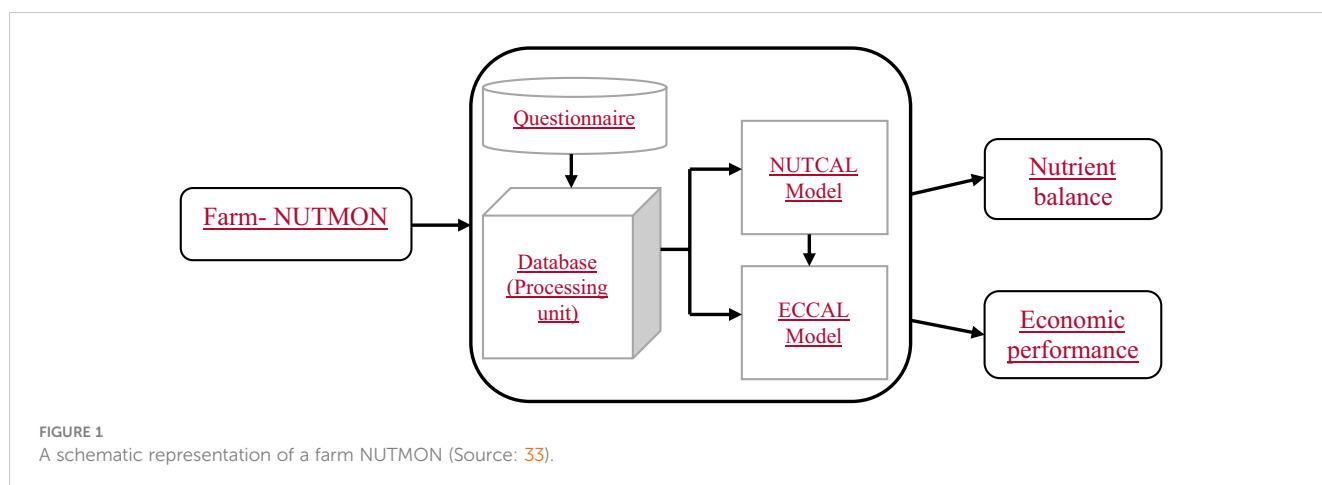 Farm- NUTMON
Questionnaire
Database
(Processing
unit)
NUTCAL
Model
ECCAL
Model
Nutrient
balance
Economic
performance
FIGURE 1
A schematic representation of a farm NUTMON (Source: 33).